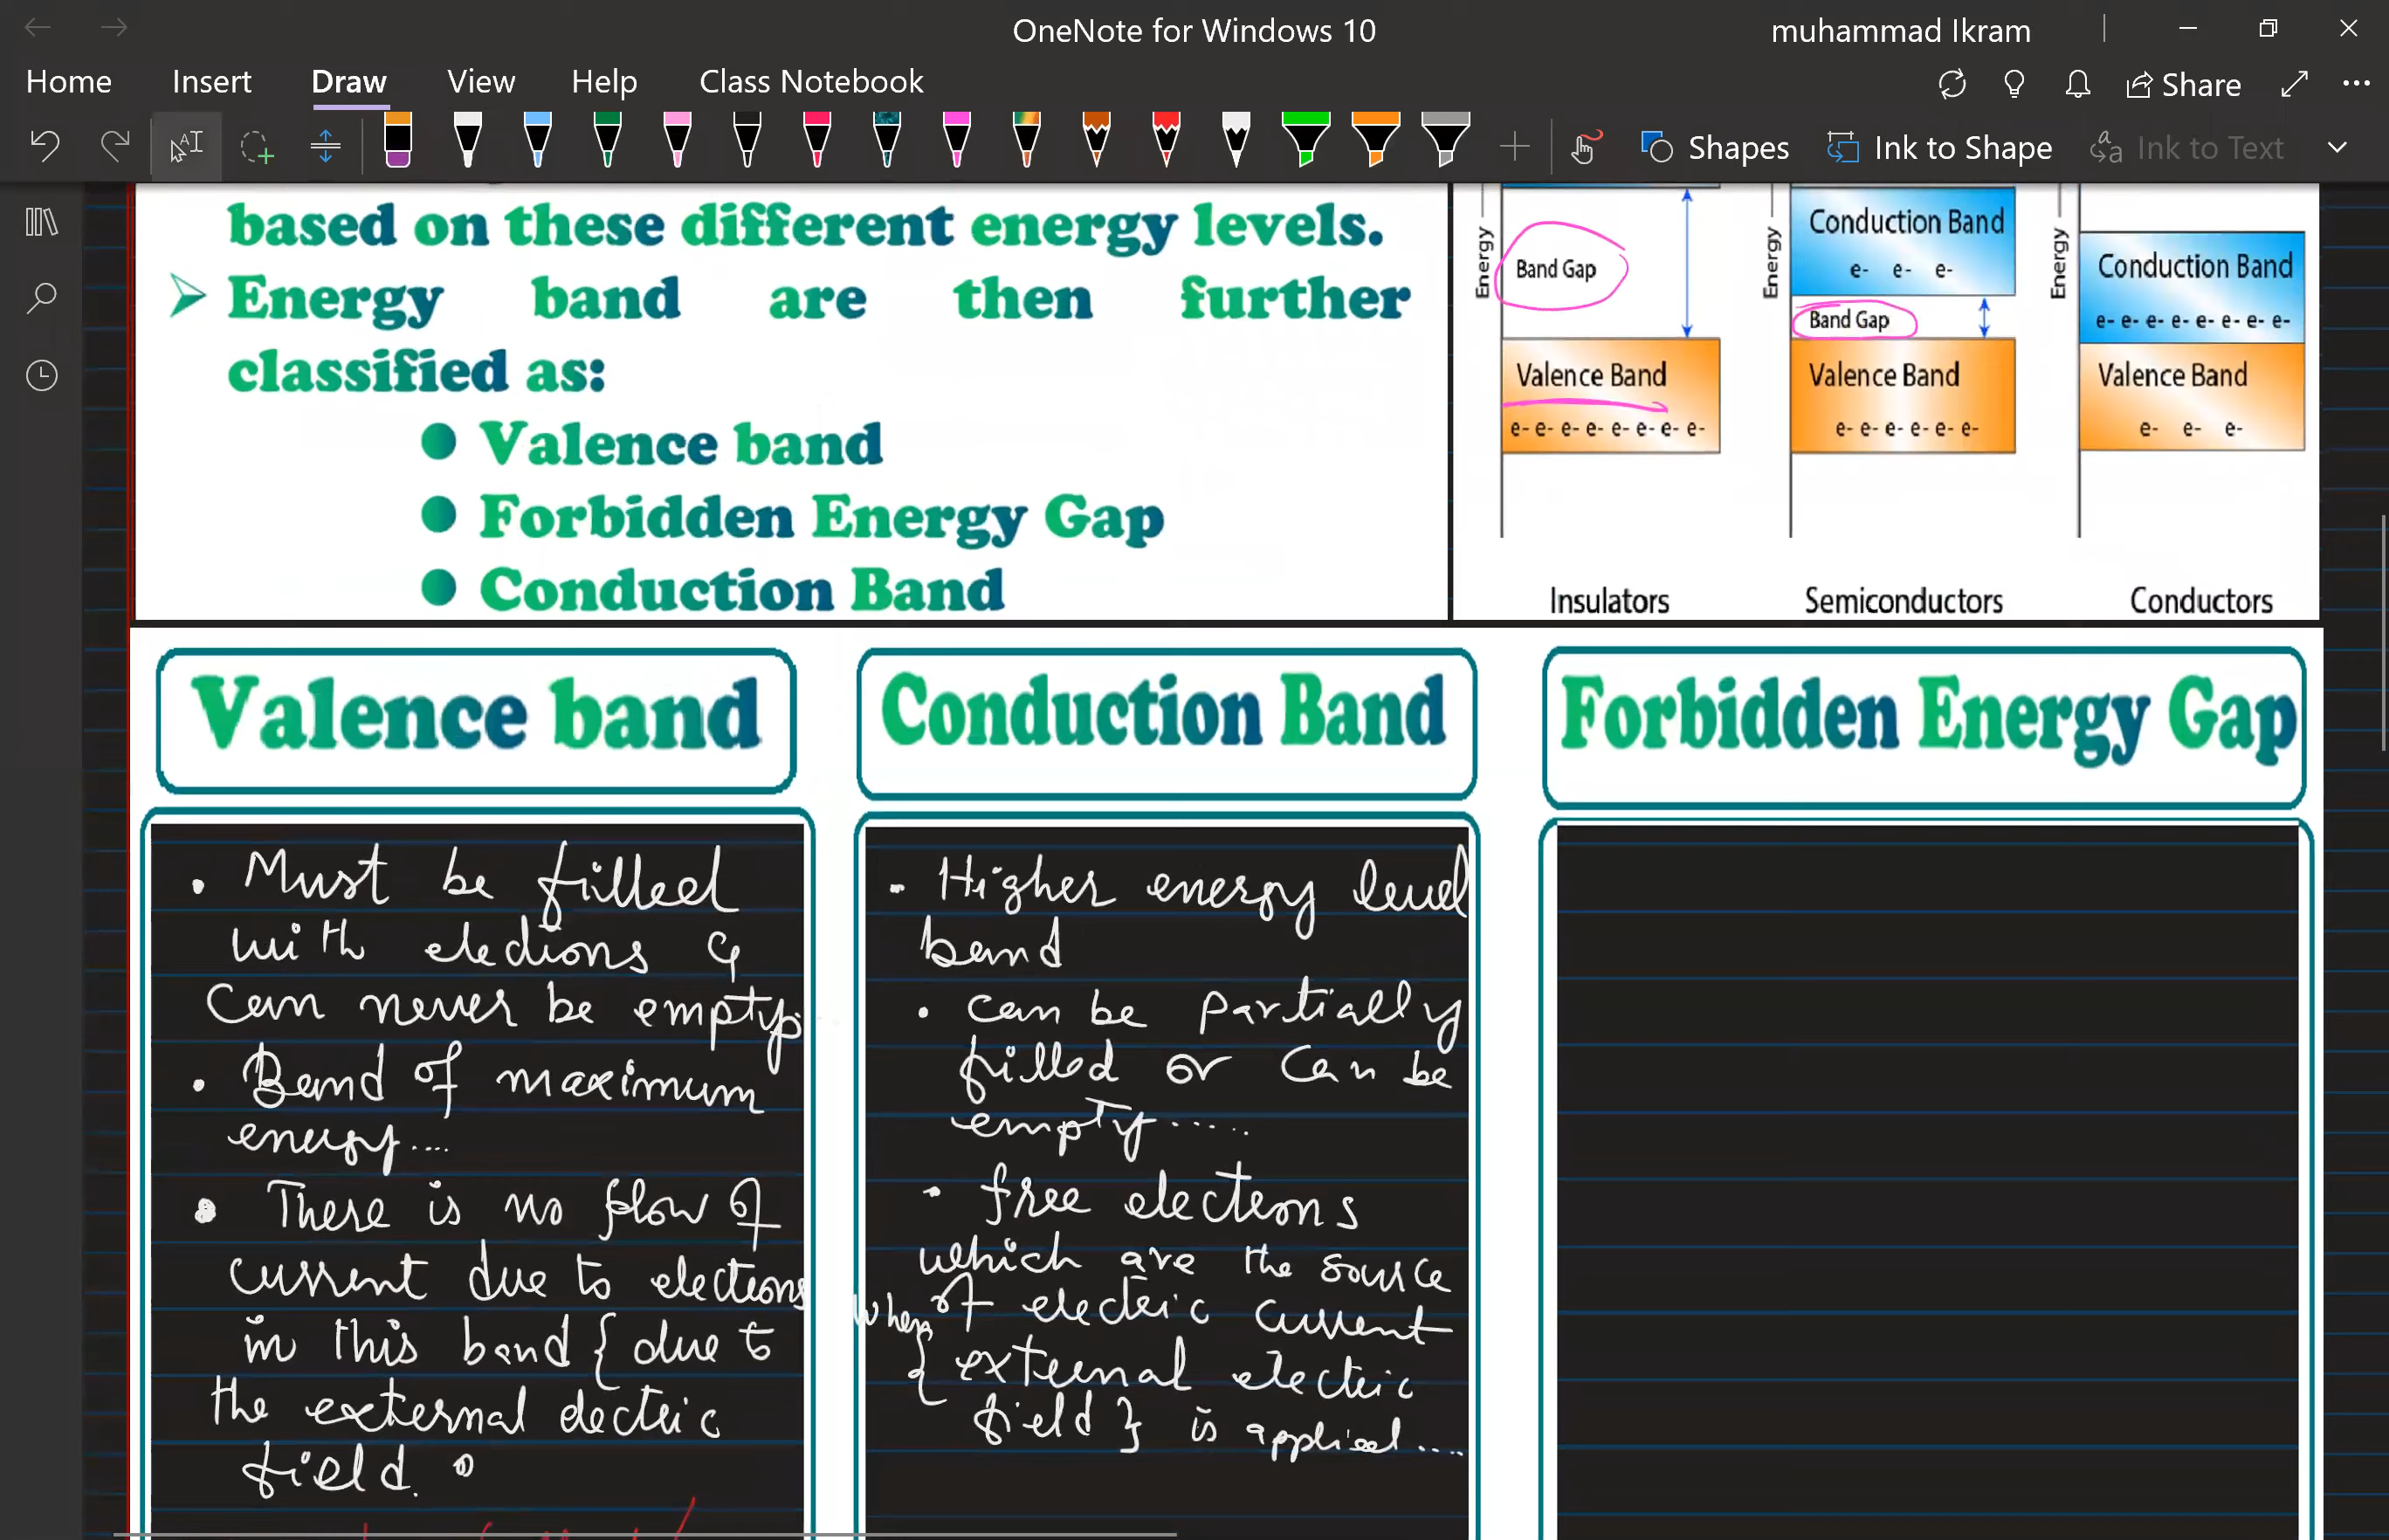 OneNote for Windows 10
muhammad Ikram
Home Insert Draw View Help Class Notebook
Share
Shapes Ink to Shape Ink to Text
based on these different energy levels.
Energy band are then further
classified as:
Valence band
Forbidden Energy Gap
Conduction Band
Energy
Band Gap
Valence Band
e- e- e- e- e- e- e- e-
Insulators
Energy
Conduction Band
e- e- e-
Band Gap
Valence Band
e- e- e- e- e- e-
Semiconductors
Energy
Conduction Band
e- e- e- e- e- e- e- e-
Valence Band
e- e- e-
Conductors
Valence band
• Must be filled
with electrons &
Can never be empty
• Band of maximum
energy....
• There is no flow of
current due to electrons
in this band { due to
the external electric
field.
Conduction Band
• Higher energy level
band
• can be partially
filled or can be
empty.....
• free electrons
which are the source
of electric current
when
{ external electric
field } is applied....
Forbidden Energy Gap